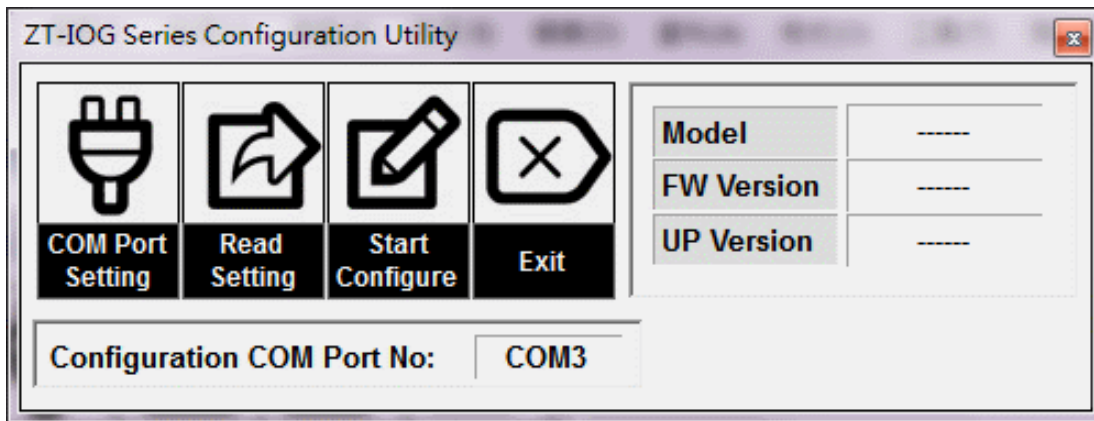 ZT-IOG Series Configuration Utility
COM Port
Setting
Read
Setting
Start
Configure
Exit
Model ------
FW Version ------
UP Version ------
Configuration COM Port No: COM3